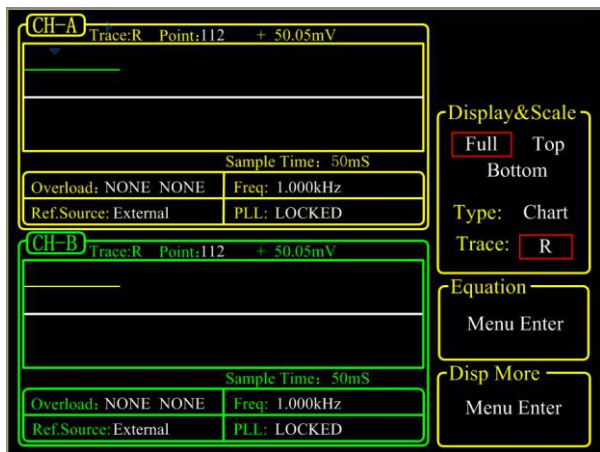 CH-A
Trace:R Point:112 + 50.05mV
Sample Time: 50mS
Overload: NONE NONE Freq: 1.000kHz
Ref.Source: External PLL: LOCKED
CH-B
Trace:R Point:112 + 50.05mV
Sample Time: 50mS
Overload: NONE NONE Freq: 1.000kHz
Ref.Source: External PLL: LOCKED
Display&Scale
Full Top
Bottom
Type: Chart
Trace: R
Equation
Menu Enter
Disp More
Menu Enter